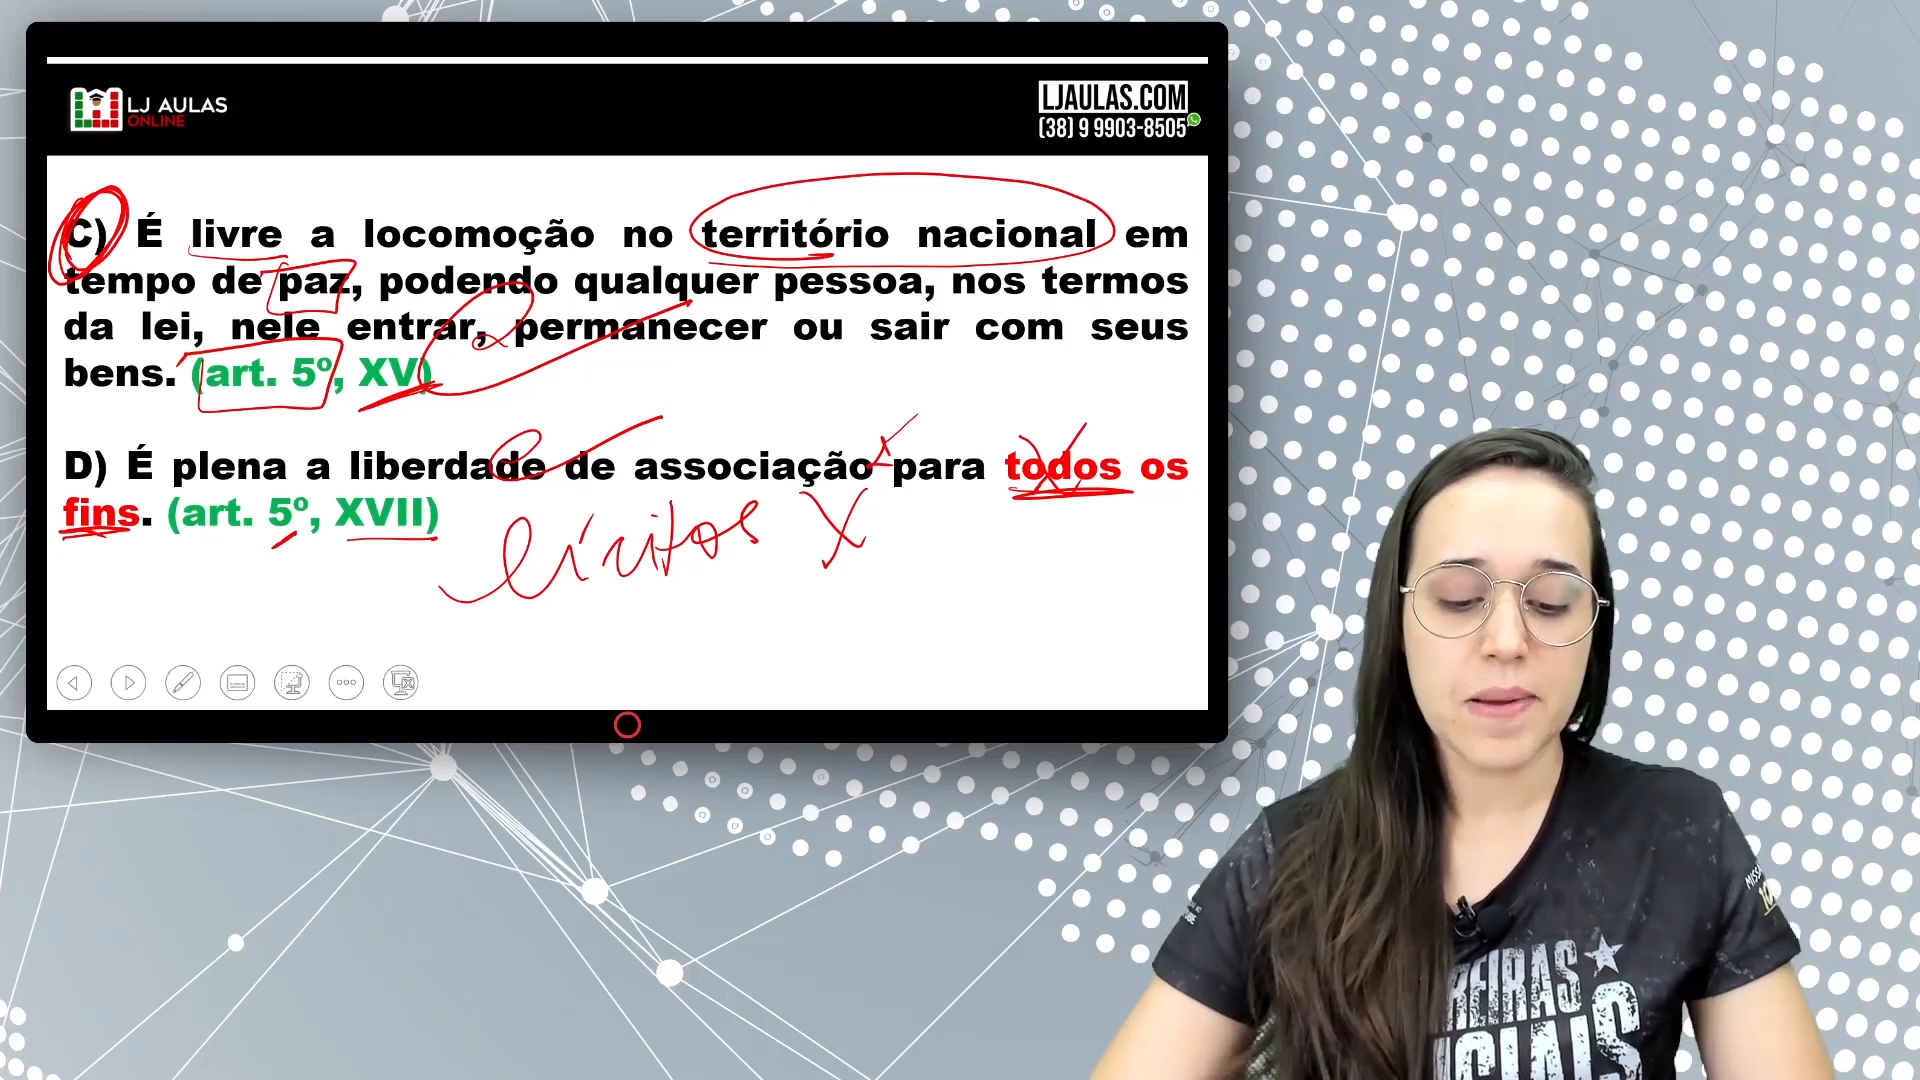 LJ AULAS
ONLINE
LJAULAS.COM
(38) 9 9903-8505
C) É livre a locomoção no território nacional em
tempo de paz, podendo qualquer pessoa, nos termos
da lei, nele entrar, permanecer ou sair com seus
bens. (art. 5º, XV)
D) É plena a liberdade de associação para todos os
fins. (art. 5º, XVII)
lícitos X